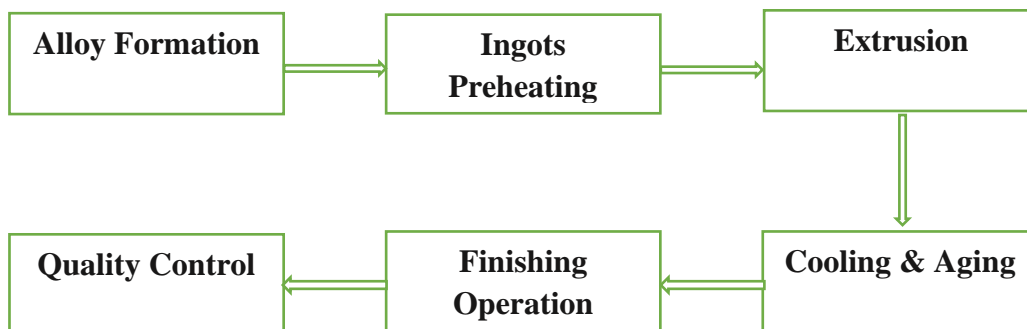 Alloy Formation
Ingots
Preheating
Extrusion
Quality Control
Finishing
Operation
Cooling & Aging